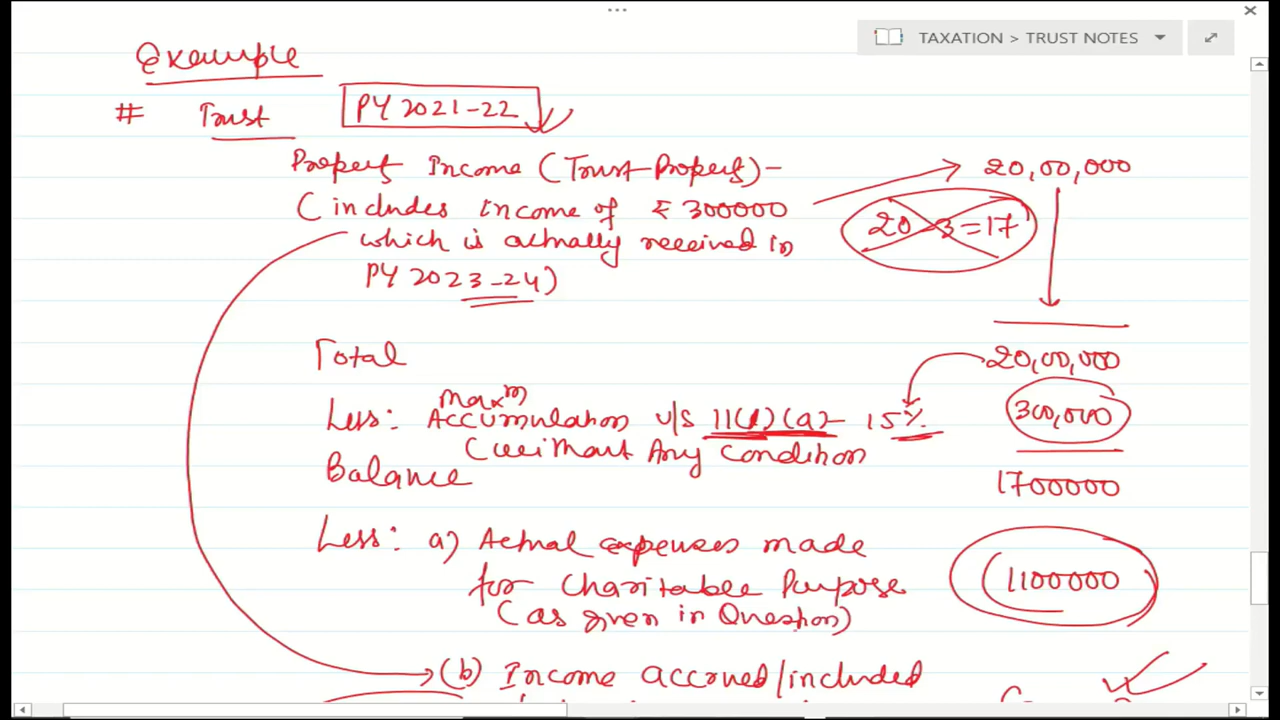 TAXATION > TRUST NOTES
Example
# Trust PY 2021-22
Property Income (Trust Property)- 20,00,000
(includes Income of ₹ 300000
20-3=17
which is actually received in
PY 2023-24)
Total 20,00,000
Maxm
Less: Accumulation u/s 11(1)(a)- 15% 300,000
(without Any Condition
Balance 1700000
Less: a) Actual expenses made
for Charitable Purpose 1100000
(as given in Question)
(b) Income accrued/included